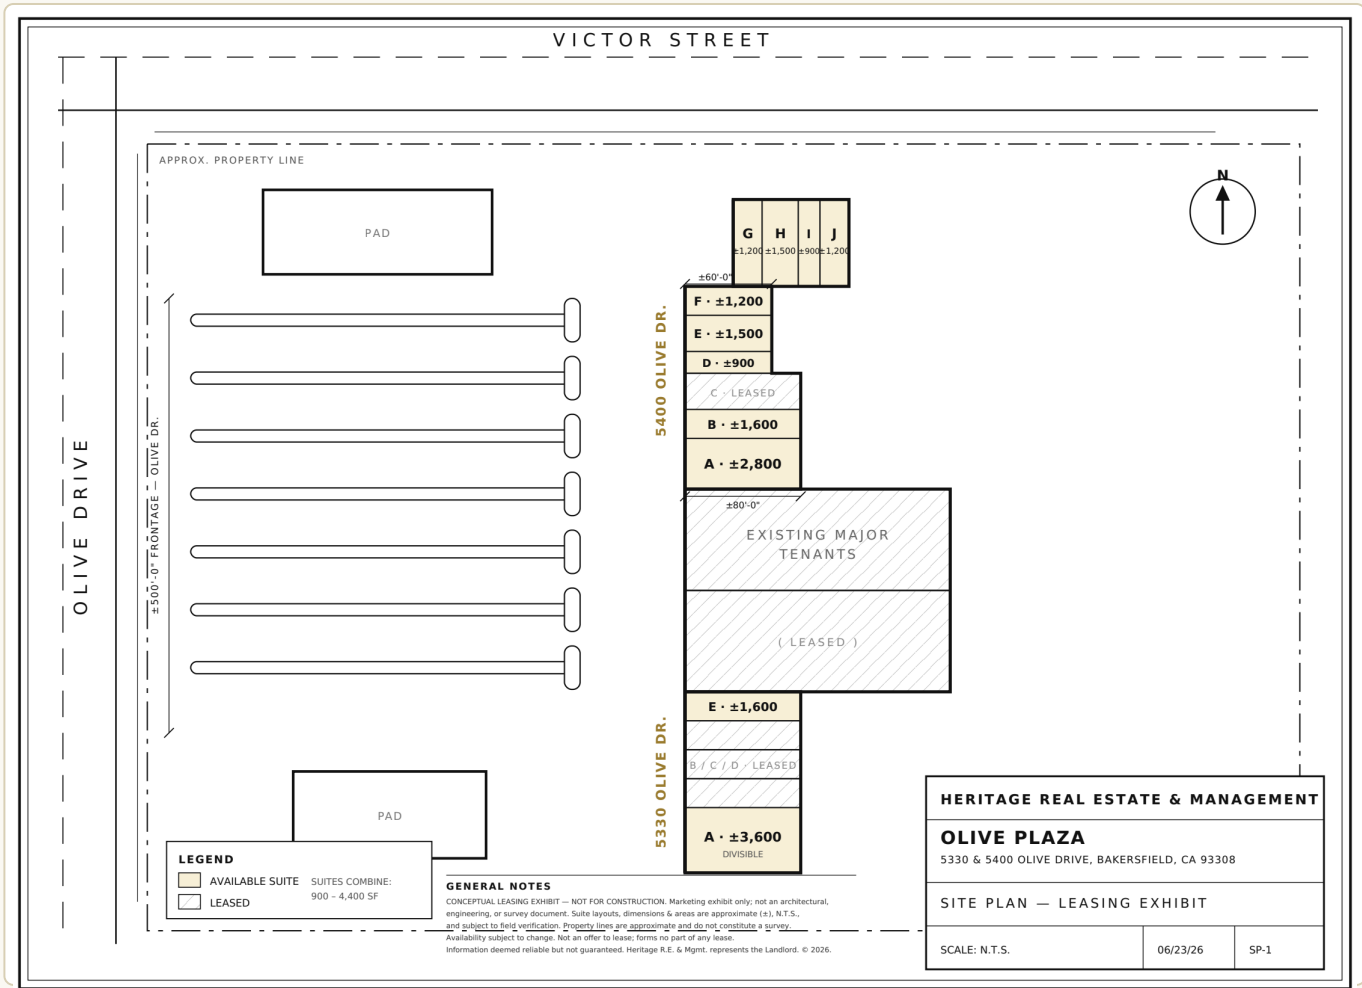 VICTOR STREET
APPROX. PROPERTY LINE
N
PAD
G
H
I
J
±1,200
±1,500
±900
±1,200
±60'-0"
F · ±1,200
E · ±1,500
D · ±900
C · LEASED
B · ±1,600
A · ±2,800
5400 OLIVE DR.
±80'-0"
OLIVE DRIVE
±500'-0" FRONTAGE — OLIVE DR.
EXISTING MAJOR
TENANTS
( LEASED )
E · ±1,600
B / C / D · LEASED
A · ±3,600
DIVISIBLE
5330 OLIVE DR.
PAD
LEGEND
AVAILABLE SUITE
LEASED
SUITES COMBINE:
900 – 4,400 SF
GENERAL NOTES
CONCEPTUAL LEASING EXHIBIT — NOT FOR CONSTRUCTION. Marketing exhibit only; not an architectural,
engineering, or survey document. Suite layouts, dimensions & areas are approximate (±), N.T.S.,
and subject to field verification. Property lines are approximate and do not constitute a survey.
Availability subject to change. Not an offer to lease; forms no part of any lease.
Information deemed reliable but not guaranteed. Heritage R.E. & Mgmt. represents the Landlord. © 2026.
HERITAGE REAL ESTATE & MANAGEMENT
OLIVE PLAZA
5330 & 5400 OLIVE DRIVE, BAKERSFIELD, CA 93308
SITE PLAN — LEASING EXHIBIT
SCALE: N.T.S.
06/23/26
SP-1